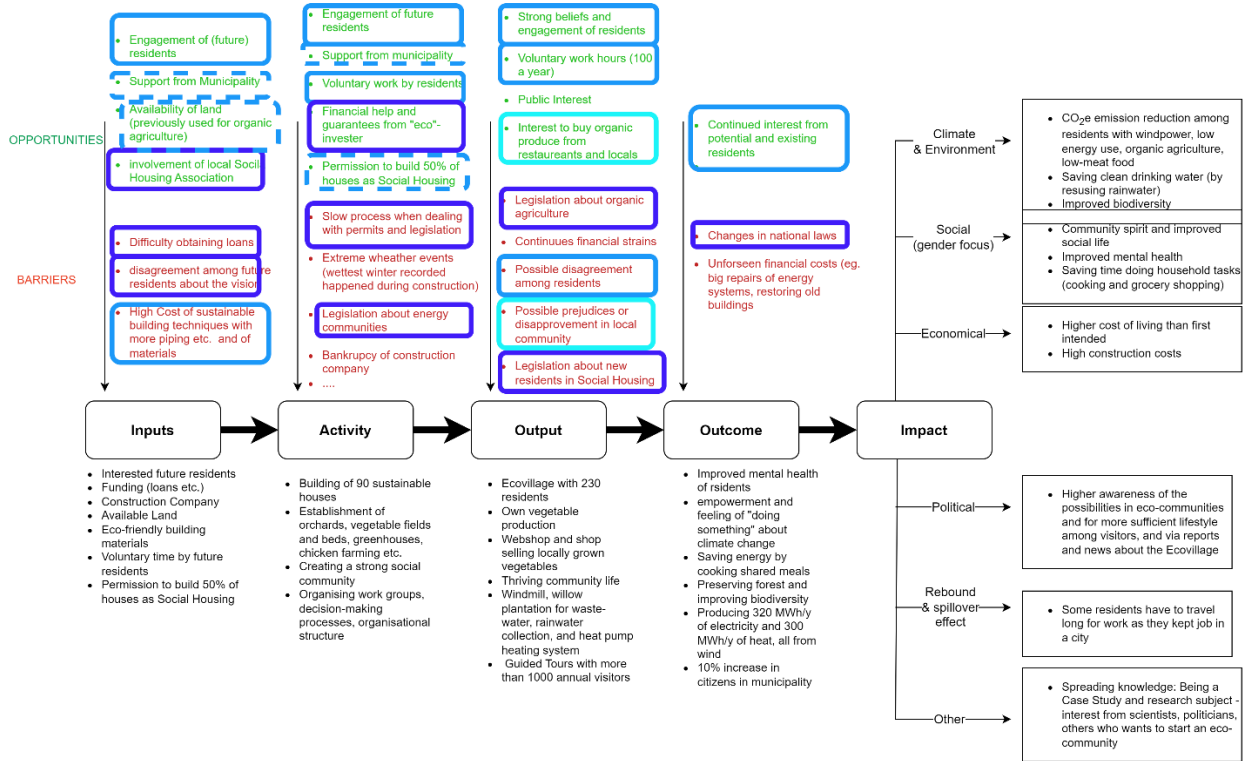 OPPORTUNITIES
• Engagement of (future)
residents
• Support from Municipality
• Availability of land
(previously used for organic
agriculture)
• involvement of local Social
Housing Association
BARRIERS
• Difficulty obtaining loans
• disagreement among future
residents about the vision
• High Cost of sustainable
building techniques with
more piping etc. and of
materials
• Engagement of future
residents
• Support from municipality
• Voluntary work by residents
• Financial help and
guarantees from "eco"-
invester
• Permission to build 50% of
houses as Social Housing
• Slow process when dealing
with permits and legislation
• Extreme wheather events
(wettest winter recorded
happened during construction)
• Legislation about energy
communities
• Bankrupcy of construction
company
• ....
• Strong beliefs and
engagement of residents
• Voluntary work hours (100
a year)
• Public Interest
• Interest to buy organic
produce from
restaureants and locals
• Legislation about organic
agriculture
• Continuues financial strains
• Possible disagreement
among residents
• Possible prejudices or
disapprovement in local
community
• Legislation about new
residents in Social Housing
• Continued interest from
potential and existing
residents
• Changes in national laws
• Unforseen financial costs (eg.
big repairs of energy
systems, restoring old
buildings
Inputs
Activity
Output
Outcome
Impact
• Interested future residents
• Funding (loans etc.)
• Construction Company
• Available Land
• Eco-friendly building
materials
• Voluntary time by future
residents
• Permission to build 50% of
houses as Social Housing
• Building of 90 sustainable
houses
• Establishment of
orchards, vegetable fields
and beds, greenhouses,
chicken farming etc.
• Creating a strong social
community
• Organising work groups,
decision-making
processes, organisational
structure
• Ecovillage with 230
residents
• Own vegetable
production
• Webshop and shop
selling locally grown
vegetables
• Thriving community life
• Windmill, willow
plantation for waste-
water, rainwater
collection, and heat pump
heating system
• Guided Tours with more
than 1000 annual visitors
• Improved mental health
of rsidents
• empowerment and
feeling of "doing
something" about
climate change
• Saving energy by
cooking shared meals
• Preserving forest and
improving biodiversity
• Producing 320 MWh/y
of electricity and 300
MWh/y of heat, all from
wind
• 10% increase in
citizens in municipality
Climate
& Environment
• CO2e emission reduction among
residents with windpower, low
energy use, organic agriculture,
low-meat food
• Saving clean drinking water (by
resusing rainwater)
• Improved biodiversity
Social
(gender focus)
• Community spirit and improved
social life
• Improved mental health
• Saving time doing household tasks
(cooking and grocery shopping)
Economical
• Higher cost of living than first
intended
• High construction costs
Political
• Higher awareness of the
possibilities in eco-communities
and for more sufficient lifestyle
among visitors, and via reports
and news about the Ecovillage
Rebound
& spillover
effect
• Some residents have to travel
long for work as they kept job in
a city
Other
• Spreading knowledge: Being a
Case Study and research subject -
interest from scientists, politicians,
others who wants to start an eco-
community